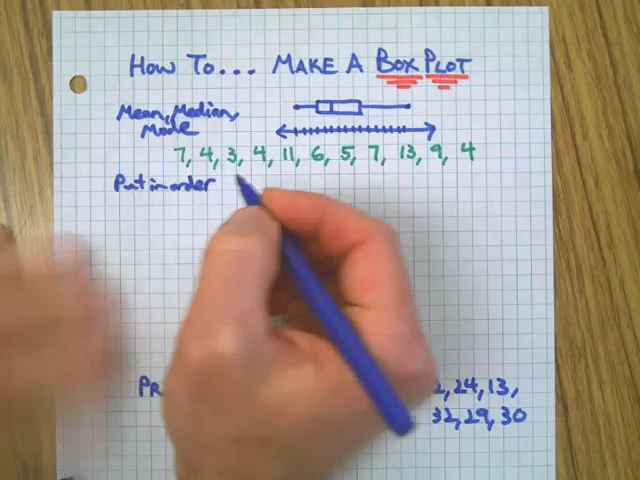 How To... Make A Box Plot
Mean, Median,
Mode
7, 4, 3, 4, 11, 6, 5, 7, 13, 9, 4
Put in order
24, 13,
32, 29, 30